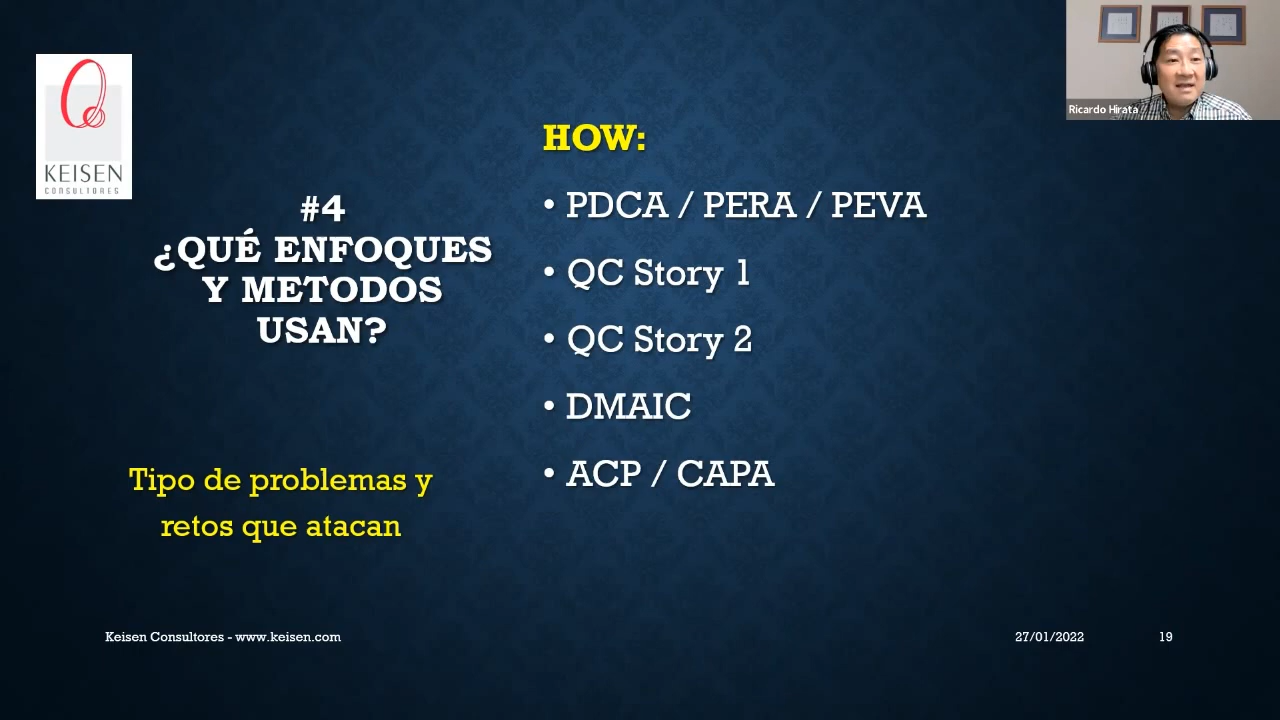 KEISEN
CONSULTORES
#4
¿QUÉ ENFOQUES
Y METODOS
USAN?
Tipo de problemas y
retos que atacan
HOW:
• PDCA / PERA / PEVA
• QC Story 1
• QC Story 2
• DMAIC
• ACP / CAPA
Ricardo Hirata
Keisen Consultores - www.keisen.com
27/01/2022
19